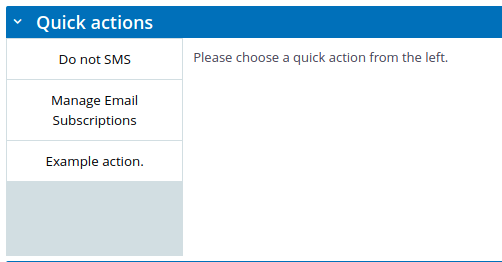 Quick actions
Do not SMS
Please choose a quick action from the left.
Manage Email
Subscriptions
Example action.